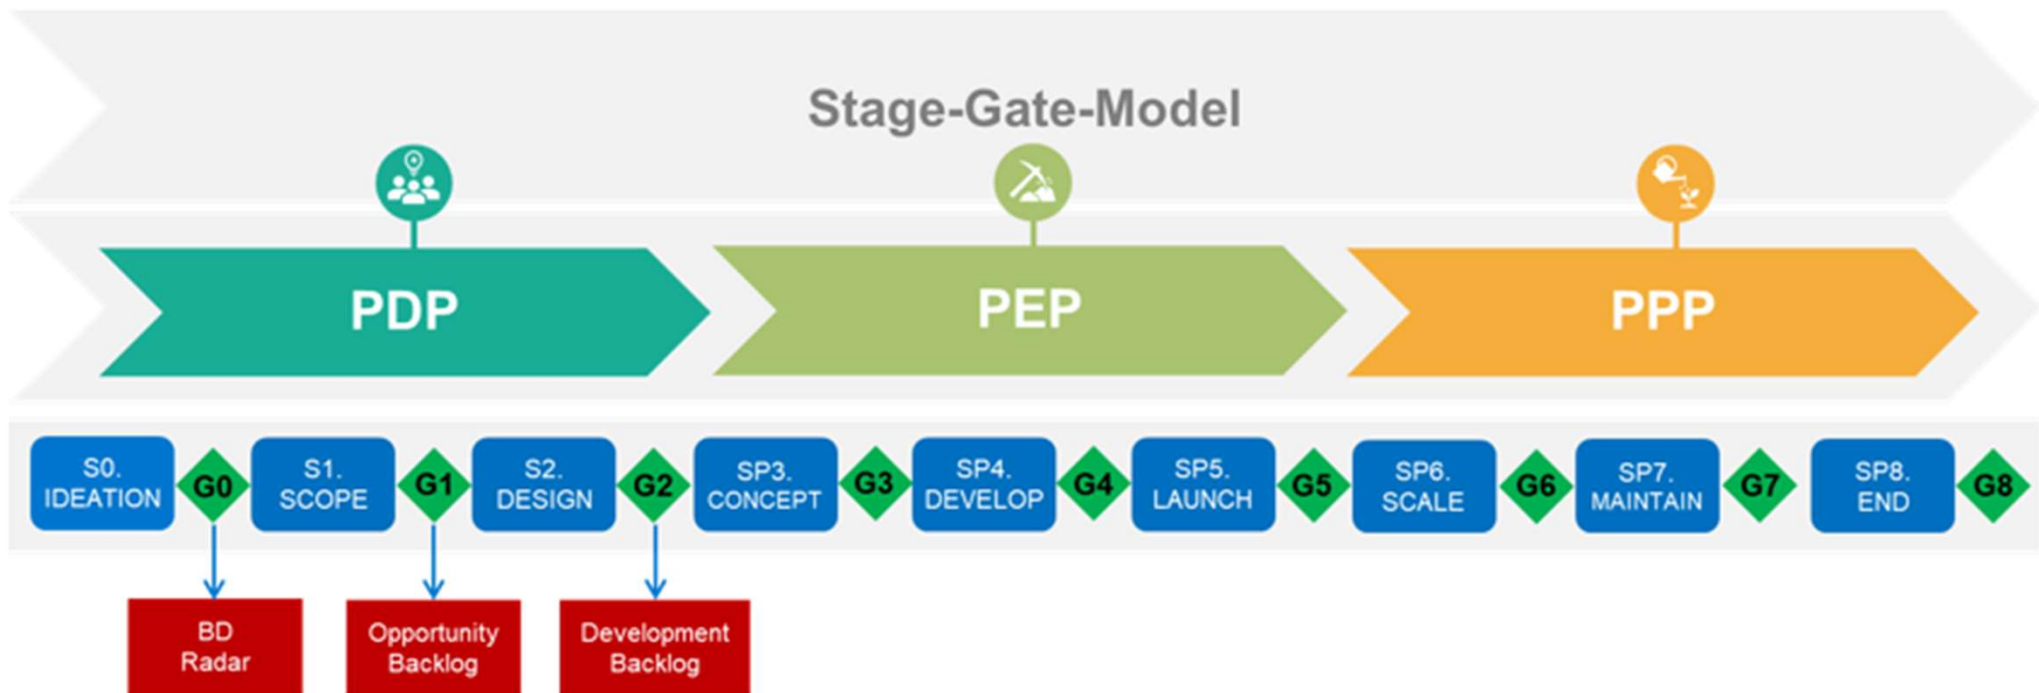 Stage-Gate-Model
PDP
PEP
PPP
S0.
IDEATION
G0
S1.
SCOPE
G1
S2.
DESIGN
G2
SP3.
CONCEPT
G3
SP4.
DEVELOP
G4
SP5.
LAUNCH
G5
SP6.
SCALE
G6
SP7.
MAINTAIN
G7
SP8.
END
G8
BD
Radar
Opportunity
Backlog
Development
Backlog